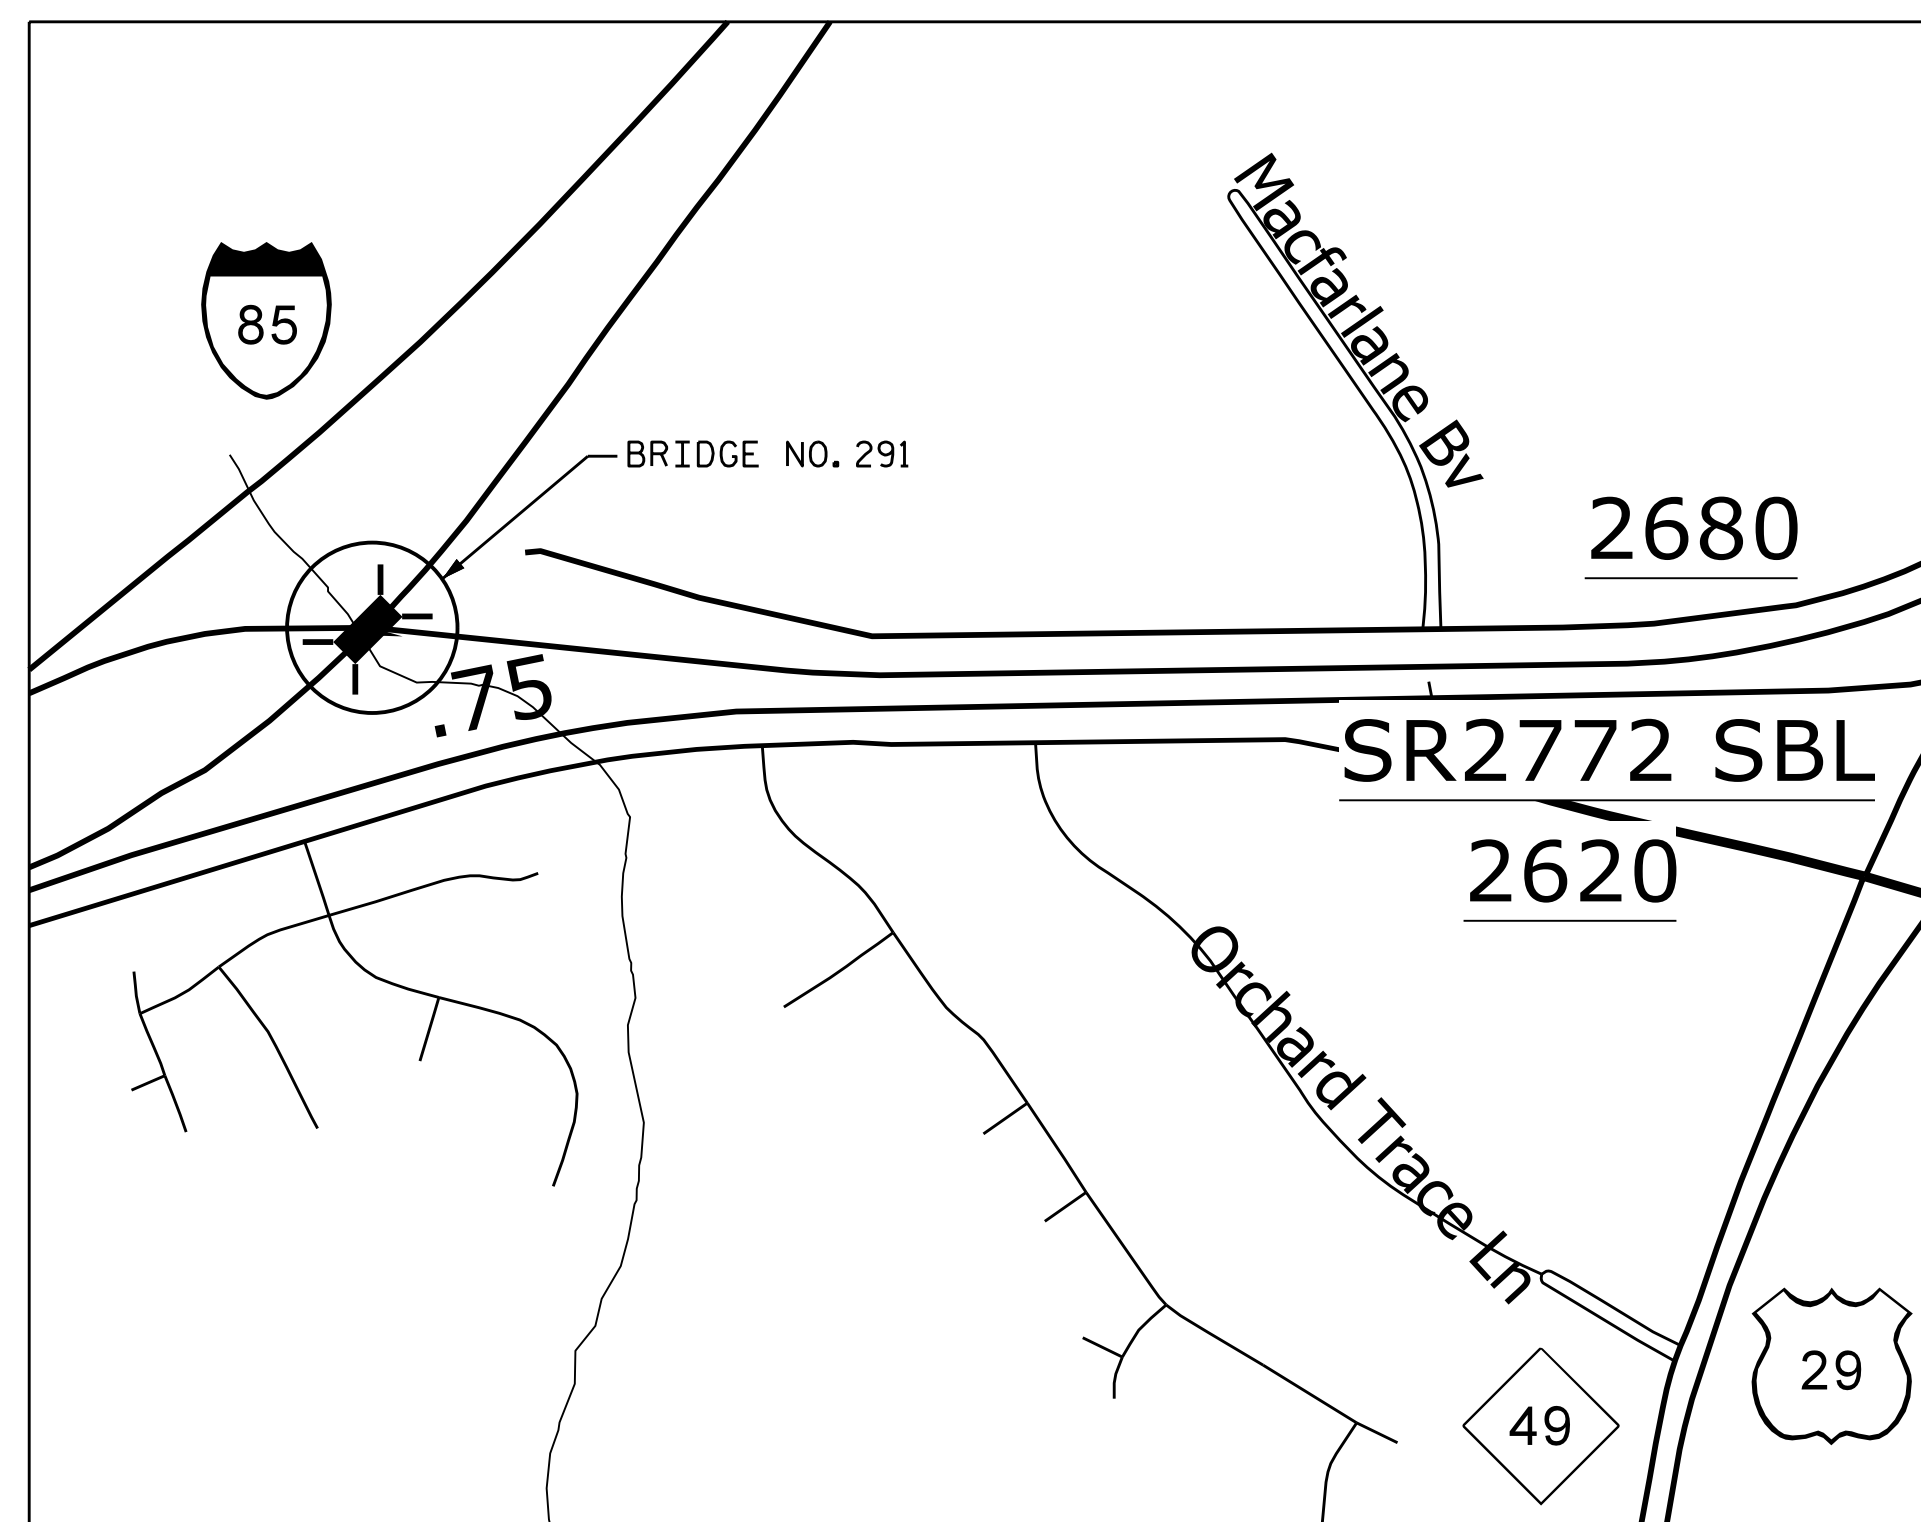 Macfarlane Bv
85
BRIDGE NO. 291
2680
.75
SR2772 SBL
2620
Orchard Trace Ln
29
49